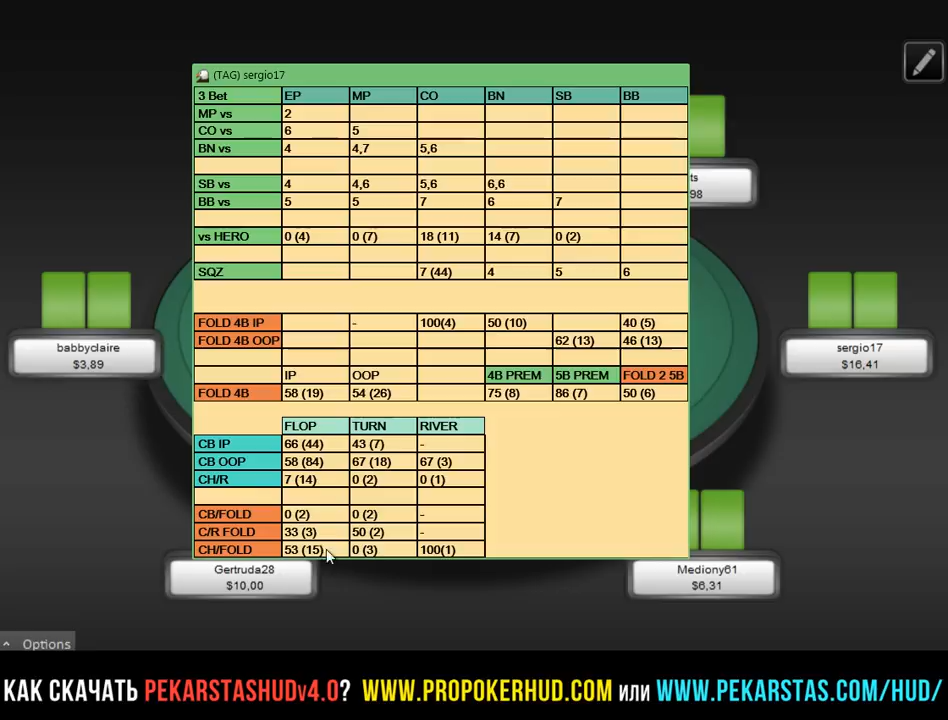 (TAG) sergio17
3 Bet EP MP CO BN SB BB
MP vs 2
CO vs 6 5
BN vs 4 4,7 5,6
ts
98
SB vs 4 4,6 5,6 6,6
BB vs 5 5 7 6 7
vs HERO 0 (4) 0 (7) 18 (11) 14 (7) 0 (2)
SQZ 7 (44) 4 5 6
FOLD 4B IP - 100(4) 50 (10) 40 (5)
FOLD 4B OOP 62 (13) 46 (13)
babbyclaire
$3,89
sergio17
$16,41
IP OOP 4B PREM 5B PREM FOLD 2 5B
FOLD 4B 58 (19) 54 (26) 75 (8) 86 (7) 50 (6)
FLOP TURN RIVER
CB IP 66 (44) 43 (7) -
CB OOP 58 (84) 67 (18) 67 (3)
CH/R 7 (14) 0 (2) 0 (1)
CB/FOLD 0 (2) 0 (2) -
C/R FOLD 33 (3) 50 (2) -
CH/FOLD 53 (15) 0 (3) 100(1)
Gertruda28
$10,00
Mediony61
$6,31
Options
КАК СКАЧАТЬ PEKARSTASHUDv4.0? WWW.PROPOKERHUD.COM или WWW.PEKARSTAS.COM/HUD/